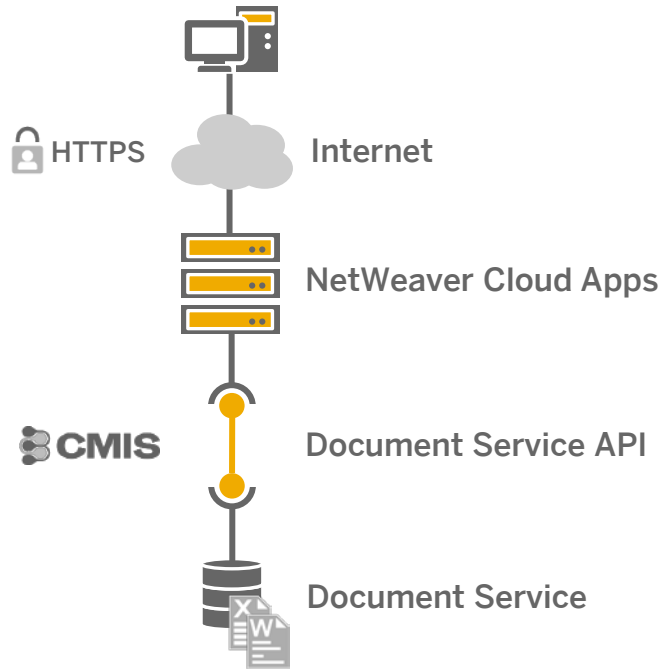 HTTPS
Internet
NetWeaver Cloud Apps
CMIS
Document Service API
Document Service
X
W